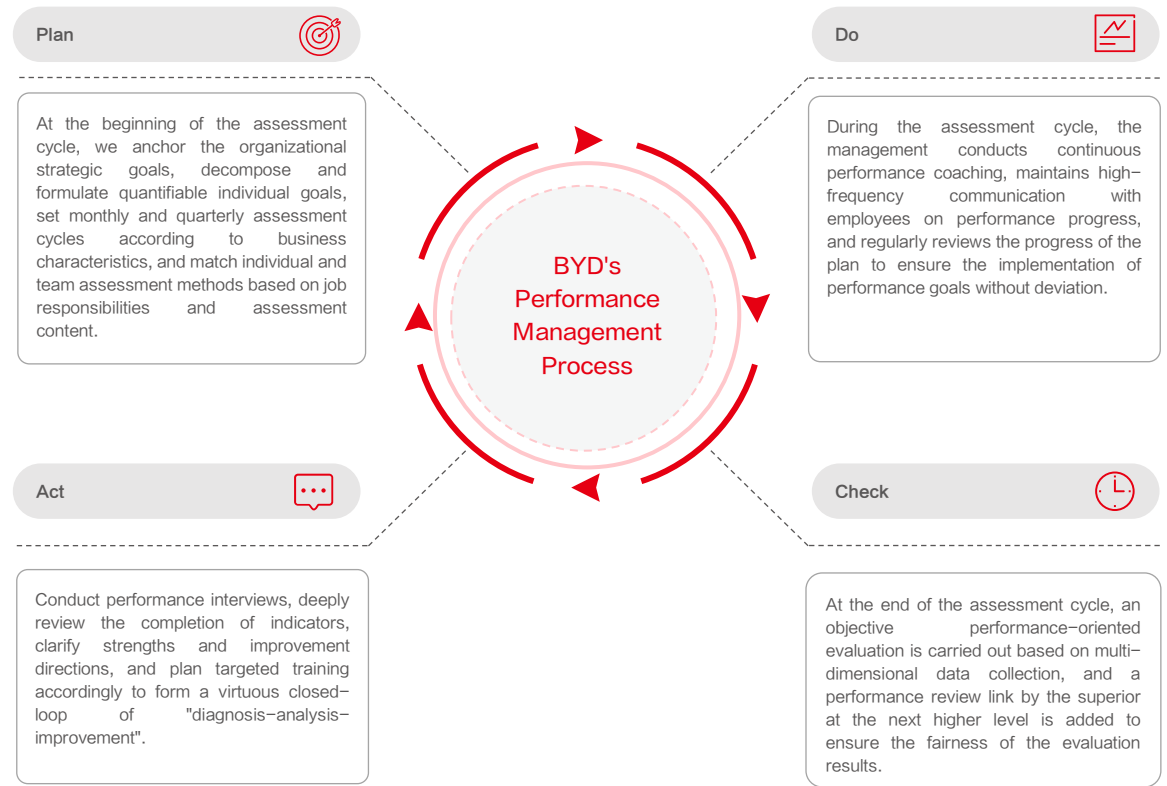 Plan
At the beginning of the assessment
cycle, we anchor the organizational
strategic goals, decompose and
formulate quantifiable individual goals,
set monthly and quarterly assessment
cycles according to business
characteristics, and match individual and
team assessment methods based on job
responsibilities and assessment
content.
Do
During the assessment cycle, the
management conducts continuous
performance coaching, maintains high-
frequency communication with
employees on performance progress,
and regularly reviews the progress of the
plan to ensure the implementation of
performance goals without deviation.
BYD's
Performance
Management
Process
Act
Conduct performance interviews, deeply
review the completion of indicators,
clarify strengths and improvement
directions, and plan targeted training
accordingly to form a virtuous closed-
loop of "diagnosis-analysis-
improvement".
Check
At the end of the assessment cycle, an
objective performance-oriented
evaluation is carried out based on multi-
dimensional data collection, and a
performance review link by the superior
at the next higher level is added to
ensure the fairness of the evaluation
results.